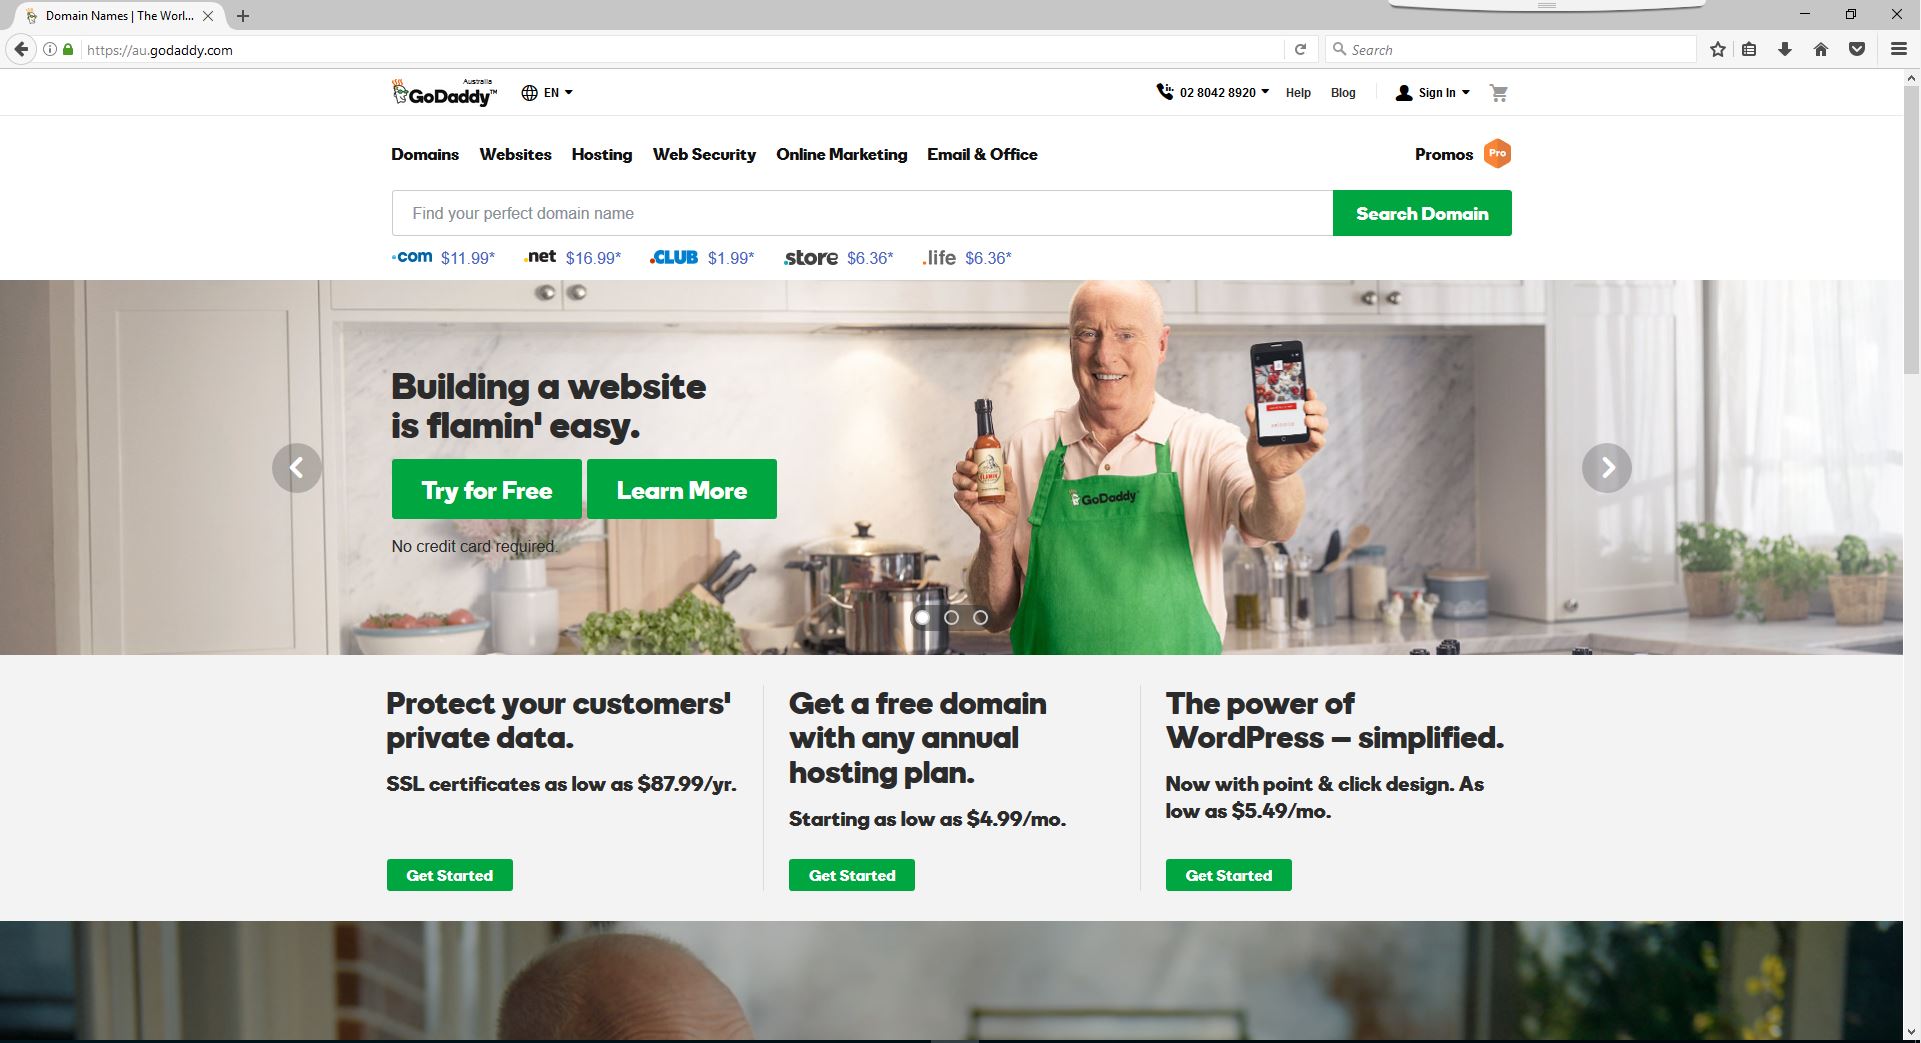 Domain Names | The Worl...
https://au.godaddy.com
Search
Australia
GoDaddy™
EN
02 8042 8920
Help
Blog
Sign In
Domains
Websites
Hosting
Web Security
Online Marketing
Email & Office
Promos
Pro
Find your perfect domain name
Search Domain
.com $11.99*
.net $16.99*
.CLUB $1.99*
.store $6.36*
.life $6.36*
Building a website
is flamin' easy.
Try for Free
Learn More
No credit card required.
FLAMIN'
GoDaddy
Protect your customers'
private data.
SSL certificates as low as $87.99/yr.
Get Started
Get a free domain
with any annual
hosting plan.
Starting as low as $4.99/mo.
Get Started
The power of
WordPress – simplified.
Now with point & click design. As
low as $5.49/mo.
Get Started